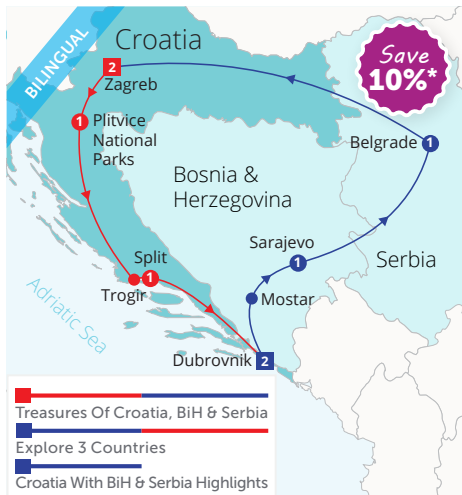 BILINGUAL
Croatia
Save
10%*
2
Zagreb
1
Plitvice
National
Parks
Belgrade
1
Bosnia &
Herzegovina
Sarajevo
1
Serbia
Split
1
Trogir
Mostar
Adriatic Sea
Dubrovnik
2
Treasures Of Croatia, BiH & Serbia
Explore 3 Countries
Croatia With BiH & Serbia Highlights